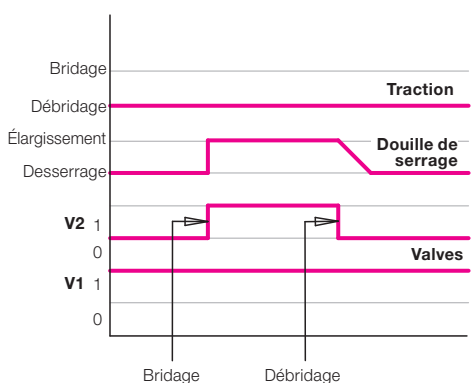 Bridage
Traction
Débridage
Élargissement
Douille de
serrage
Desserrage
V2 1
0
Valves
V1 1
0
Bridage Débridage